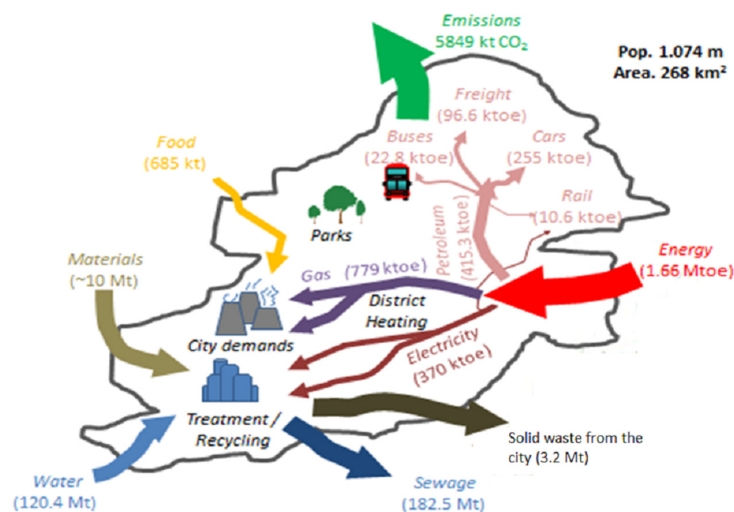 Emissions
5849 kt CO₂
Pop. 1.074 m
Area. 268 km²
Freight
(96.6 ktoe)
Buses
(22.8 ktoe)
Cars
(255 ktoe)
Food
(685 kt)
Rail
(10.6 ktoe)
Parks
Petroleum
(415.3 ktoe)
Energy
(1.66 Mtoe)
Materials
(~10 Mt)
Gas (779 ktoe)
District
Heating
City demands
Electricity
(370 ktoe)
Treatment /
Recycling
Solid waste from the
city (3.2 Mt)
Water
(120.4 Mt)
Sewage
(182.5 Mt)